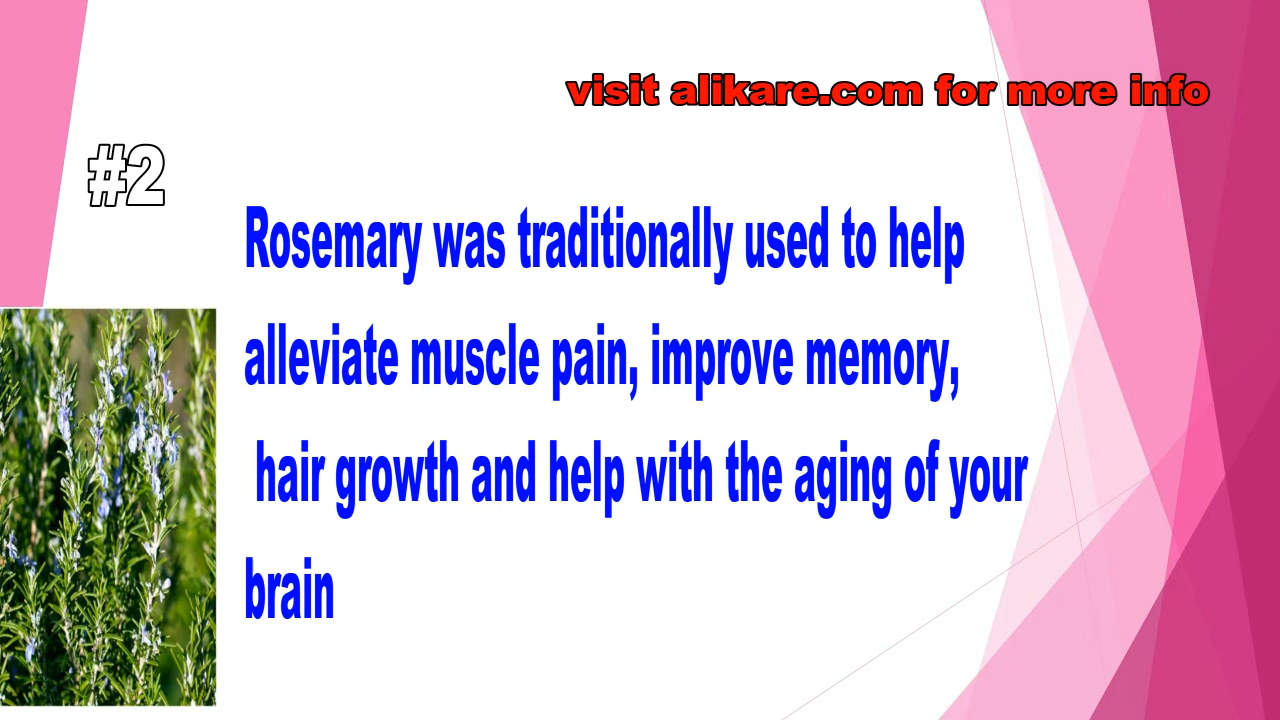 visit alikare.com for more info
#2
Rosemary was traditionally used to help
alleviate muscle pain, improve memory,
hair growth and help with the aging of your
brain